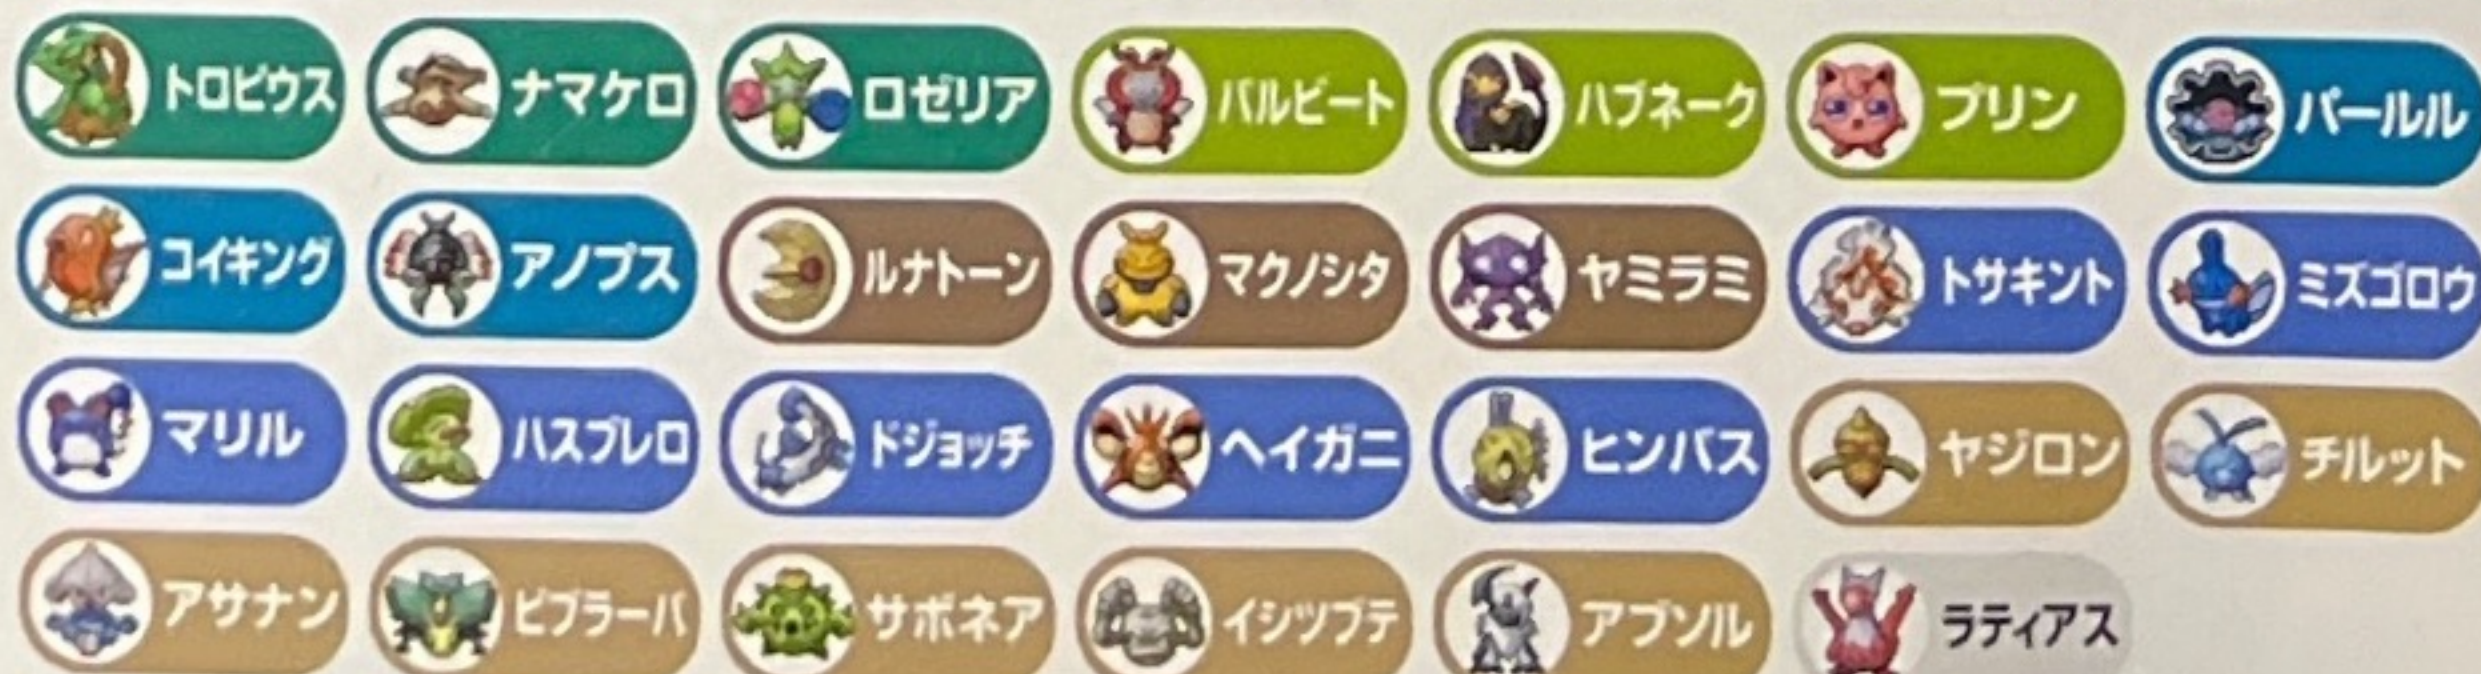 トロピウス ナマケロ ロゼリア バルビート ハブネーク プリン パールル
コイキング アノプス ルナトーン マクノシタ ヤミラミ トサキント ミズゴロウ
マリル ハスブレロ ドジョッチ ヘイガニ ヒンバス ヤジロン チルット
アサナン ビブラーバ サボネア イシツブテ アブソル ラティアス